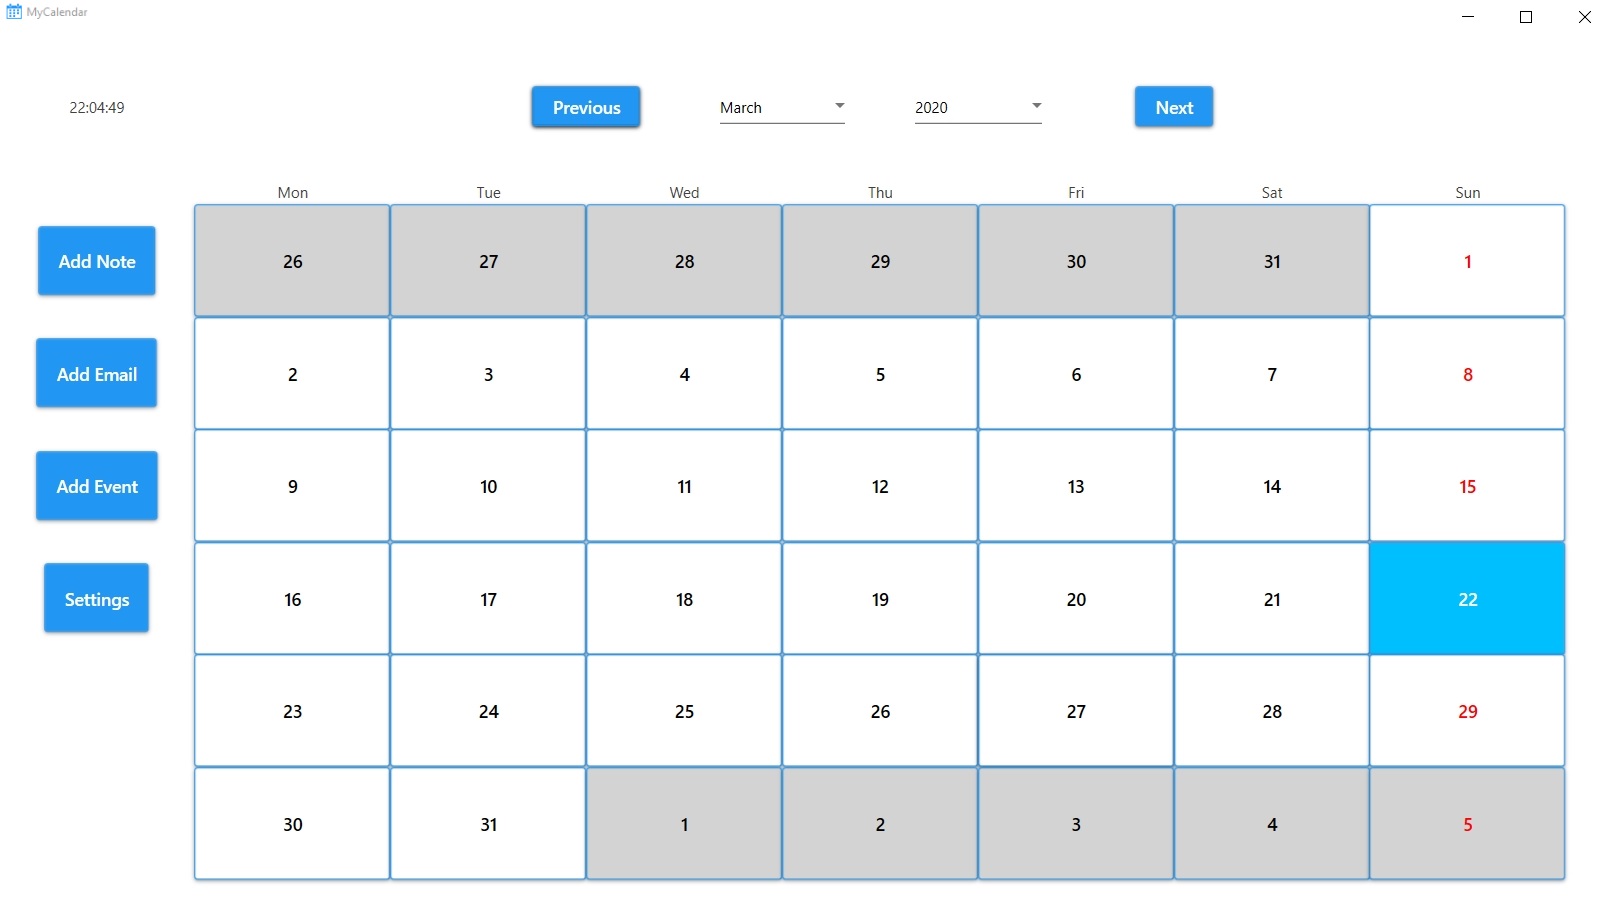 MyCalendar
22:04:49 Previous March 2020 Next
Mon Tue Wed Thu Fri Sat Sun
Add Note 26 27 28 29 30 31 1
Add Email 2 3 4 5 6 7 8
Add Event 9 10 11 12 13 14 15
Settings 16 17 18 19 20 21 22
23 24 25 26 27 28 29
30 31 1 2 3 4 5